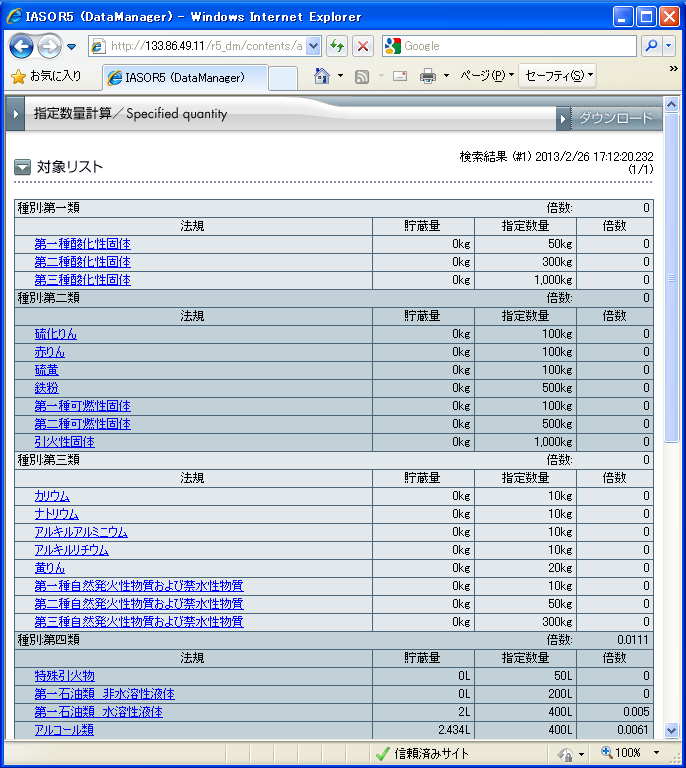 IASOR5 (DataManager) - Windows Internet Explorer
http://133.86.49.11/r5_dm/contents/a
Google
お気に入り
IASOR5 (DataManager)
ページ(P)
セーフティ(S)
»
指定数量計算／Specified quantity
ダウンロード
検索結果 (#1) 2013/2/26 17:12:20.232
(1/1)
対象リスト
種別:第一類 倍数: 0
法規 貯蔵量 指定数量 倍数
第一種酸化性固体 0kg 50kg 0
第二種酸化性固体 0kg 300kg 0
第三種酸化性固体 0kg 1,000kg 0
種別:第二類 倍数: 0
法規 貯蔵量 指定数量 倍数
硫化りん 0kg 100kg 0
赤りん 0kg 100kg 0
硫黄 0kg 100kg 0
鉄粉 0kg 500kg 0
第一種可燃性固体 0kg 100kg 0
第二種可燃性固体 0kg 500kg 0
引火性固体 0kg 1,000kg 0
種別:第三類 倍数: 0
法規 貯蔵量 指定数量 倍数
カリウム 0kg 10kg 0
ナトリウム 0kg 10kg 0
アルキルアルミニウム 0kg 10kg 0
アルキルリチウム 0kg 10kg 0
黄りん 0kg 20kg 0
第一種自然発火性物質および禁水性物質 0kg 10kg 0
第二種自然発火性物質および禁水性物質 0kg 50kg 0
第三種自然発火性物質および禁水性物質 0kg 300kg 0
種別:第四類 倍数: 0.0111
法規 貯蔵量 指定数量 倍数
特殊引火物 0L 50L 0
第一石油類 非水溶性液体 0L 200L 0
第一石油類 水溶性液体 2L 400L 0.005
アルコール類 2.434L 400L 0.0061
信頼済みサイト
100%